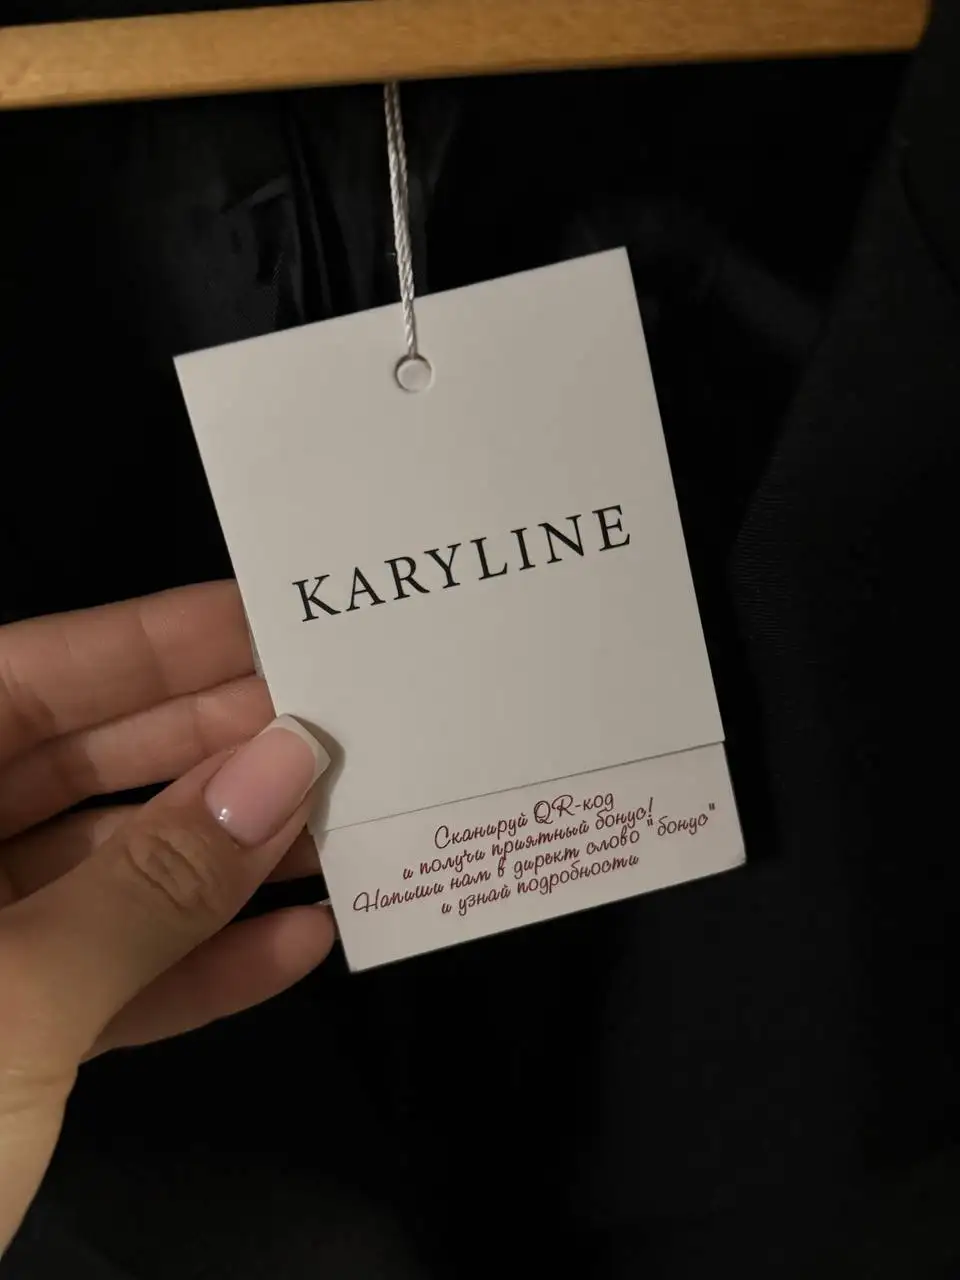 KARYLINE
Сканируй QR-код
и получи приятный бонус!
Напиши нам в директ слово "бонус"
и узнай подробности